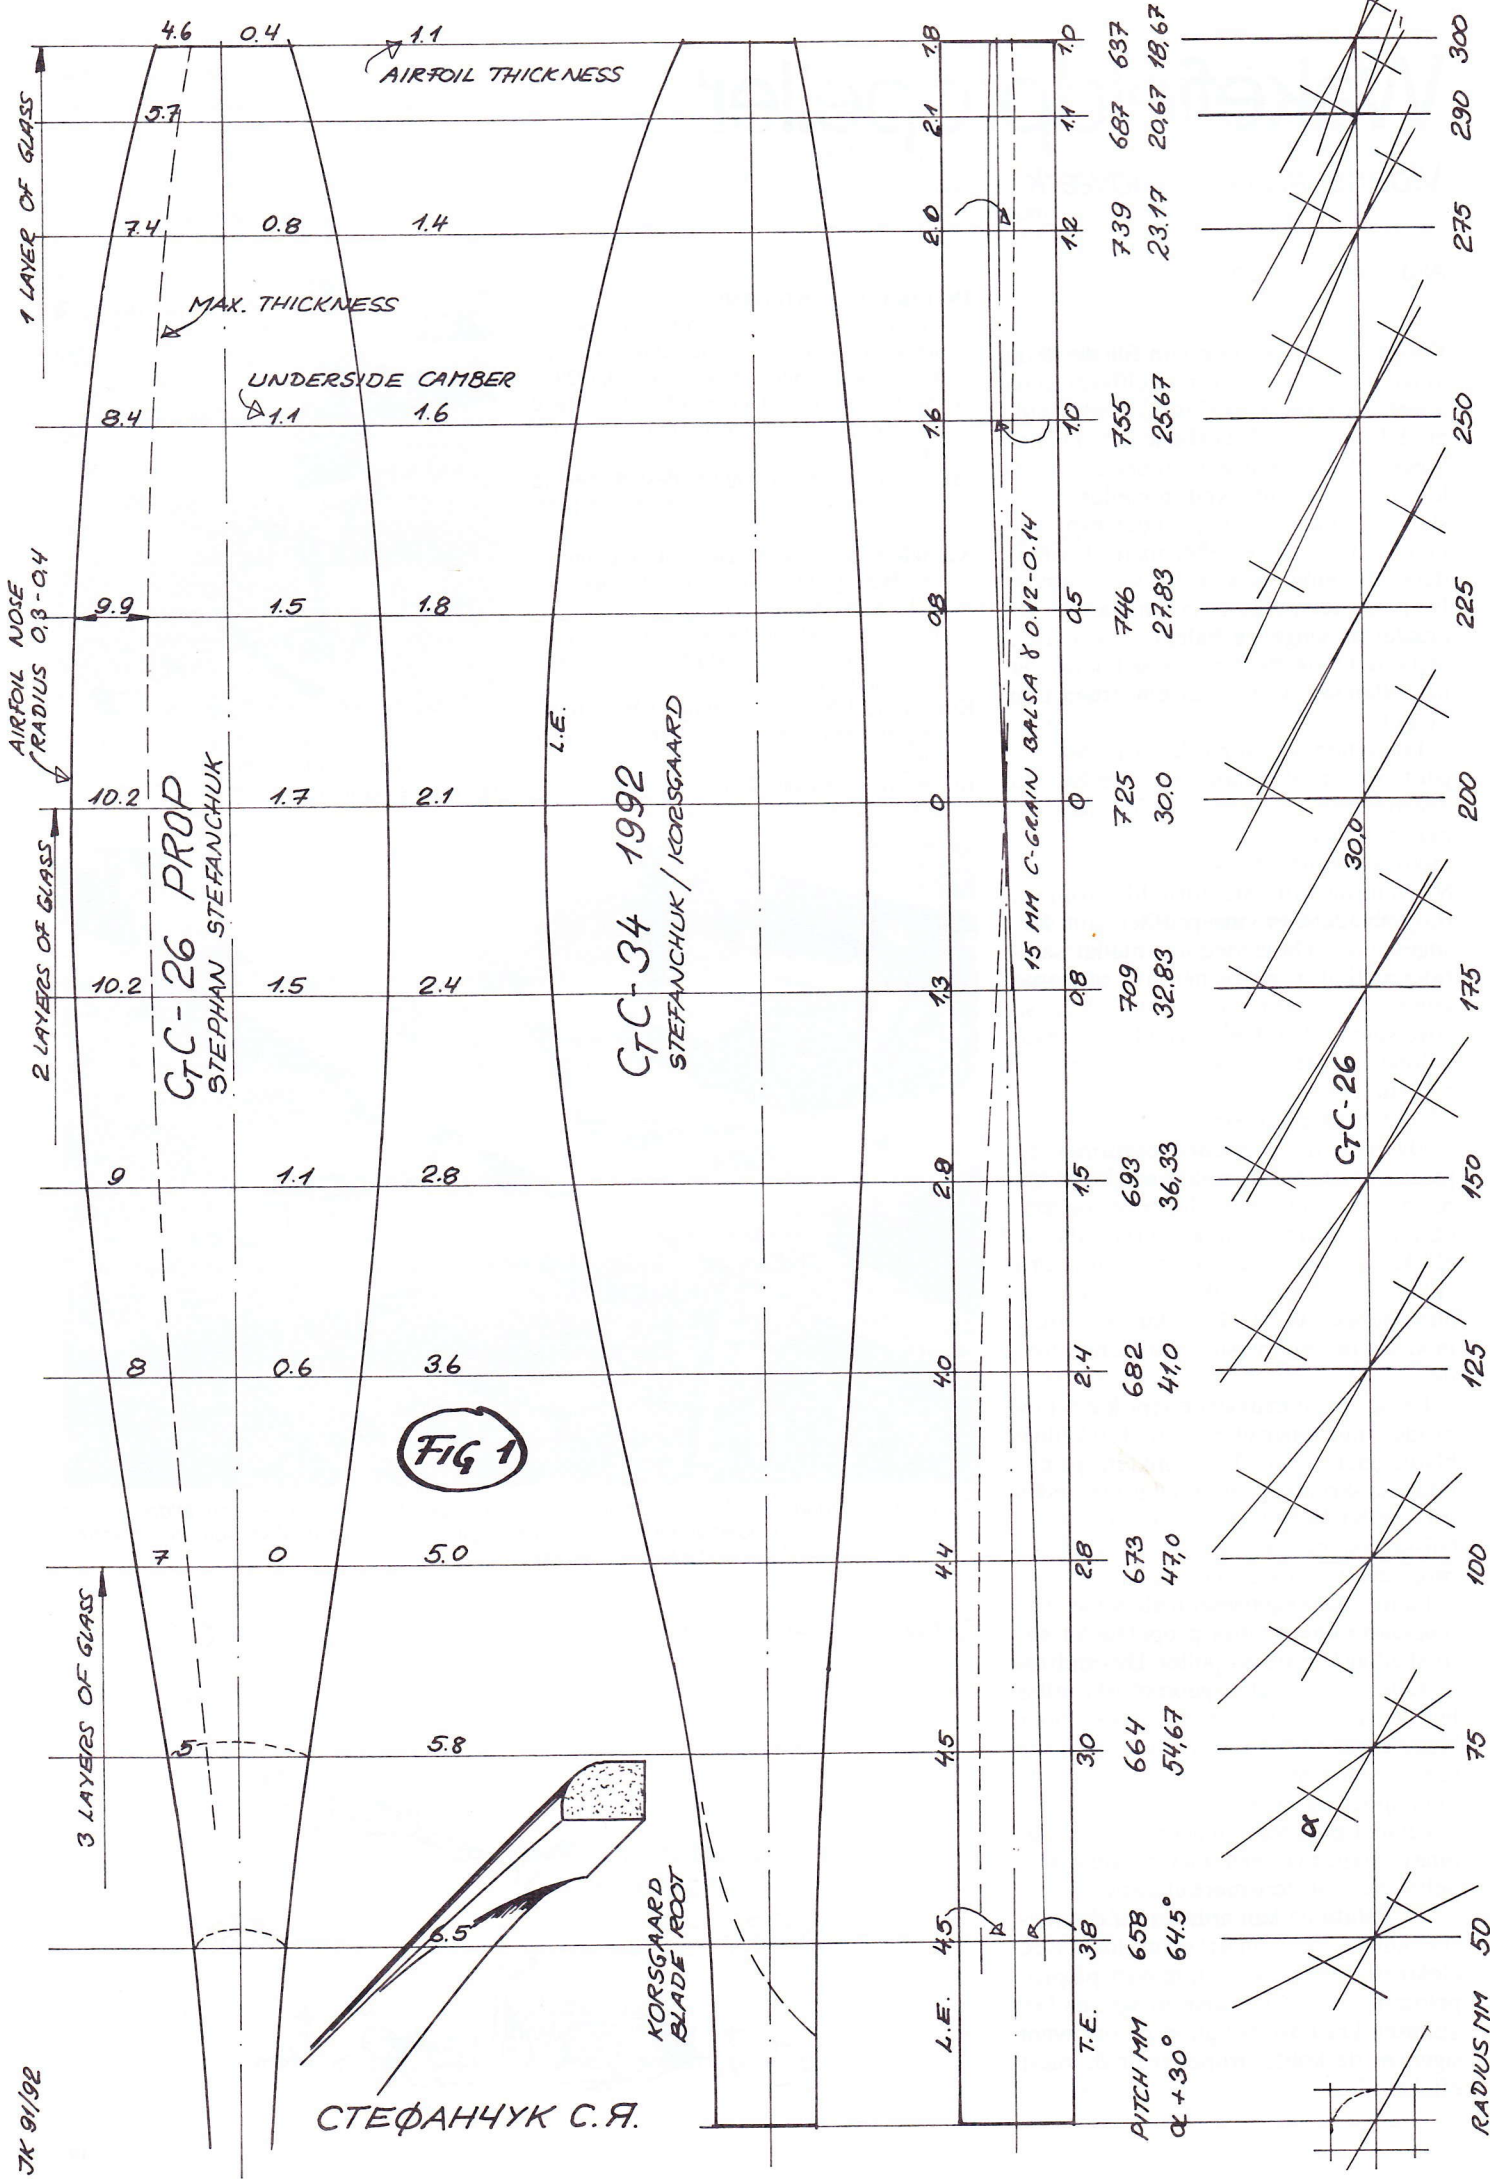 JK 91/92
1 LAYER OF GLASS
AIRFOIL NOSE
RADIUS 0,3-0,4
2 LAYERS OF GLASS
3 LAYERS OF GLASS
4.6 0.4 1.1
AIRFOIL THICKNESS
5.7
7.4 0.8 1.4
MAX. THICKNESS
UNDERSIDE CAMBER
8.4 1.1 1.6
9.9 1.5 1.8
10.2 1.7 2.1
10.2 1.5 2.4
9 1.1 2.8
8 0.6 3.6
7 0 5.0
5 5.8
6.5
СтС-26 PROP
STEPHAN STEFANCHUK
FIG 1
СТЕФАНЧУК С.Я.
L.E.
СтС-34 1992
STEFANCHUK / KORSGAARD
KORSGAARD
BLADE ROOT
L.E. 4,5 4,5 4.4 4.0 2.8 1.3 0 0.8 1.6 2.0 2.1 1.8
15 MM C-GRAIN BALSA γ 0.12-0.14
T.E. 3.8 3.0 2.8 2.4 1.5 0.8 0 0.5 1.0 1.2 1.1 1.0
PITCH MM 658 664 673 682 693 709 725 746 755 739 687 637
α +30° 64.5° 54,67 47,0 41,0 36,33 32.83 30.0 27.83 25.67 23.17 20,67 18,67
α
СтС-26
30,0
RADIUS MM 50 75 100 125 150 175 200 225 250 275 290 300